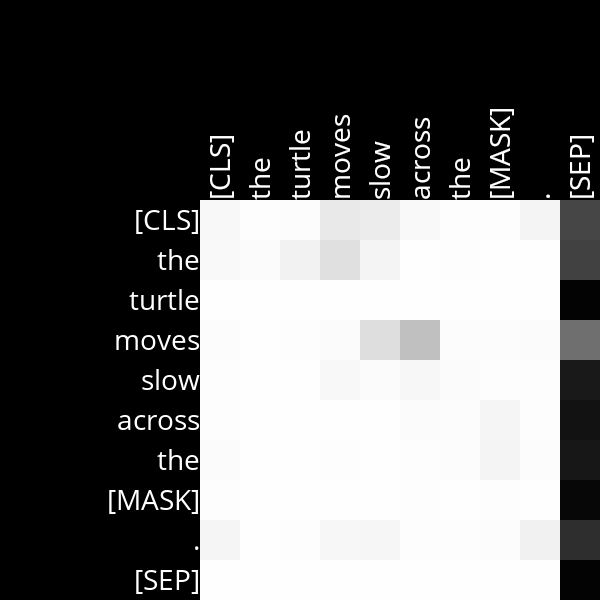 [CLS] the turtle moves slow across the [MASK] . [SEP]
[CLS]
the
turtle
moves
slow
across
the
[MASK]
.
[SEP]